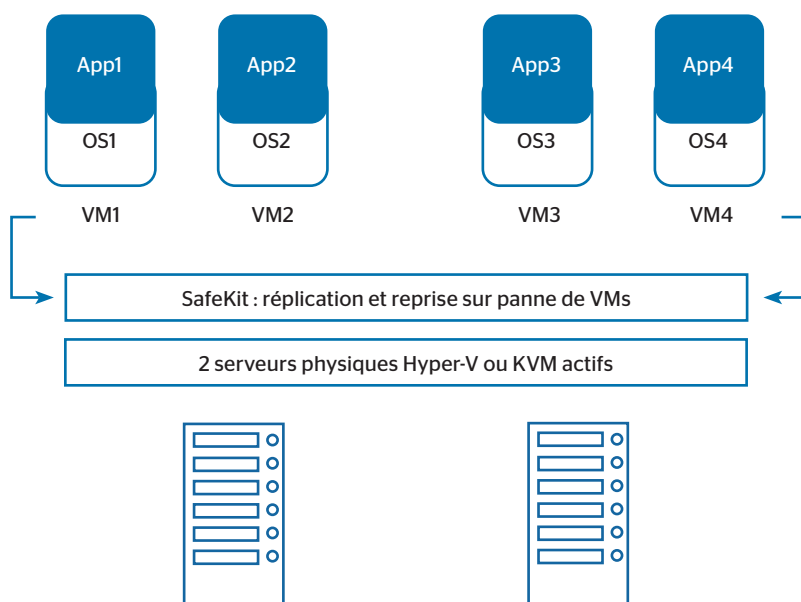 App1
App2
App3
App4
OS1
OS2
OS3
OS4
VM1
VM2
VM3
VM4
SafeKit : réplication et reprise sur panne de VMs
2 serveurs physiques Hyper-V ou KVM actifs